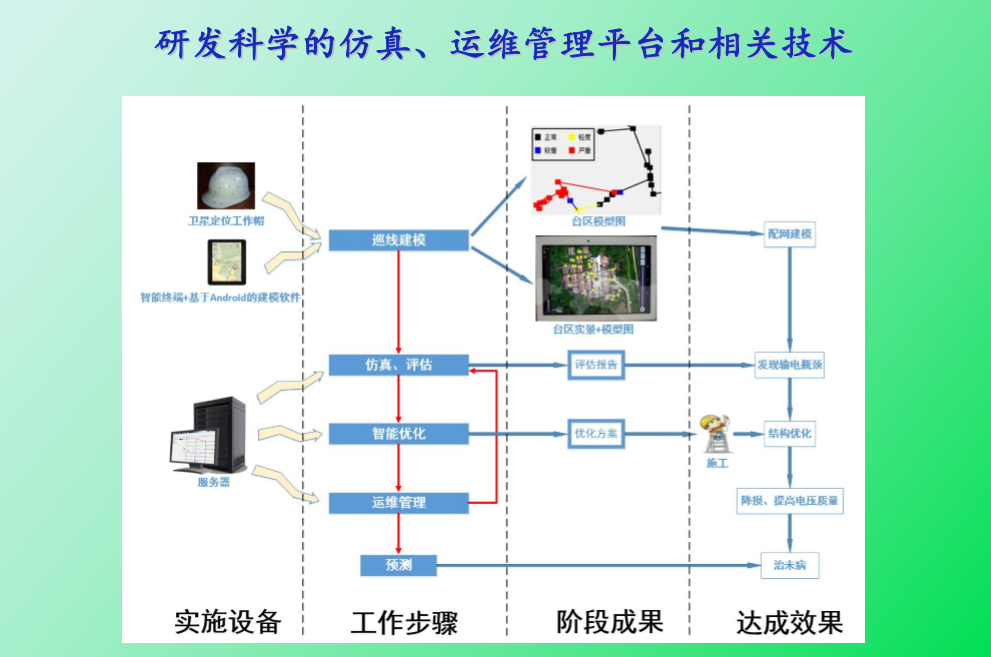 研发科学的仿真、运维管理平台和相关技术
正常
轻度
较重
严重
卫星定位工作帽
巡线建模
台区模型图
配网建模
智能终端+基于Android的建模软件
台区实景+模型图
仿真、评估
评估报告
发现输电瓶颈
智能优化
优化方案
施工
结构优化
服务器
运维管理
降损、提高电压质量
预测
治未病
实施设备
工作步骤
阶段成果
达成效果